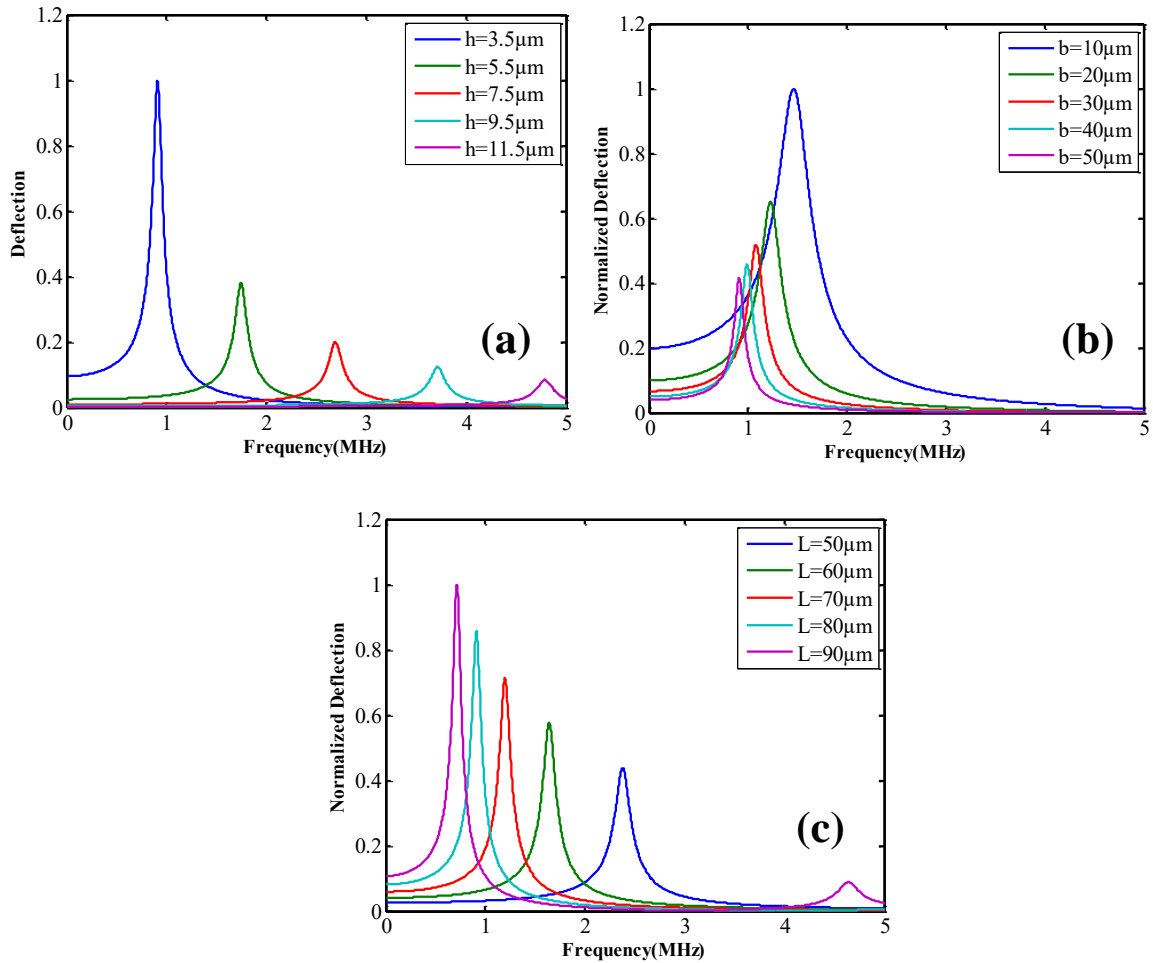 1.2
1
0.8
0.6
0.4
0.2
0
Deflection
h=3.5µm
h=5.5µm
h=7.5µm
h=9.5µm
h=11.5µm
(a)
0 1 2 3 4 5
Frequency(MHz)
1.2
1
0.8
0.6
0.4
0.2
0
Normalized Deflection
b=10µm
b=20µm
b=30µm
b=40µm
b=50µm
(b)
0 1 2 3 4 5
Frequency(MHz)
1.2
1
0.8
0.6
0.4
0.2
0
Normalized Deflection
L=50µm
L=60µm
L=70µm
L=80µm
L=90µm
(c)
0 1 2 3 4 5
Frequency(MHz)